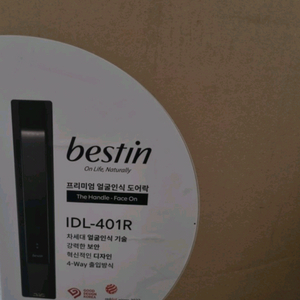 bestin
On Life, Naturally
프리미엄 얼굴인식 도어락
The Handle - Face On
IDL-401R
차세대 얼굴인식 기술
강력한 보안
혁신적인 디자인
4-Way 출입방식